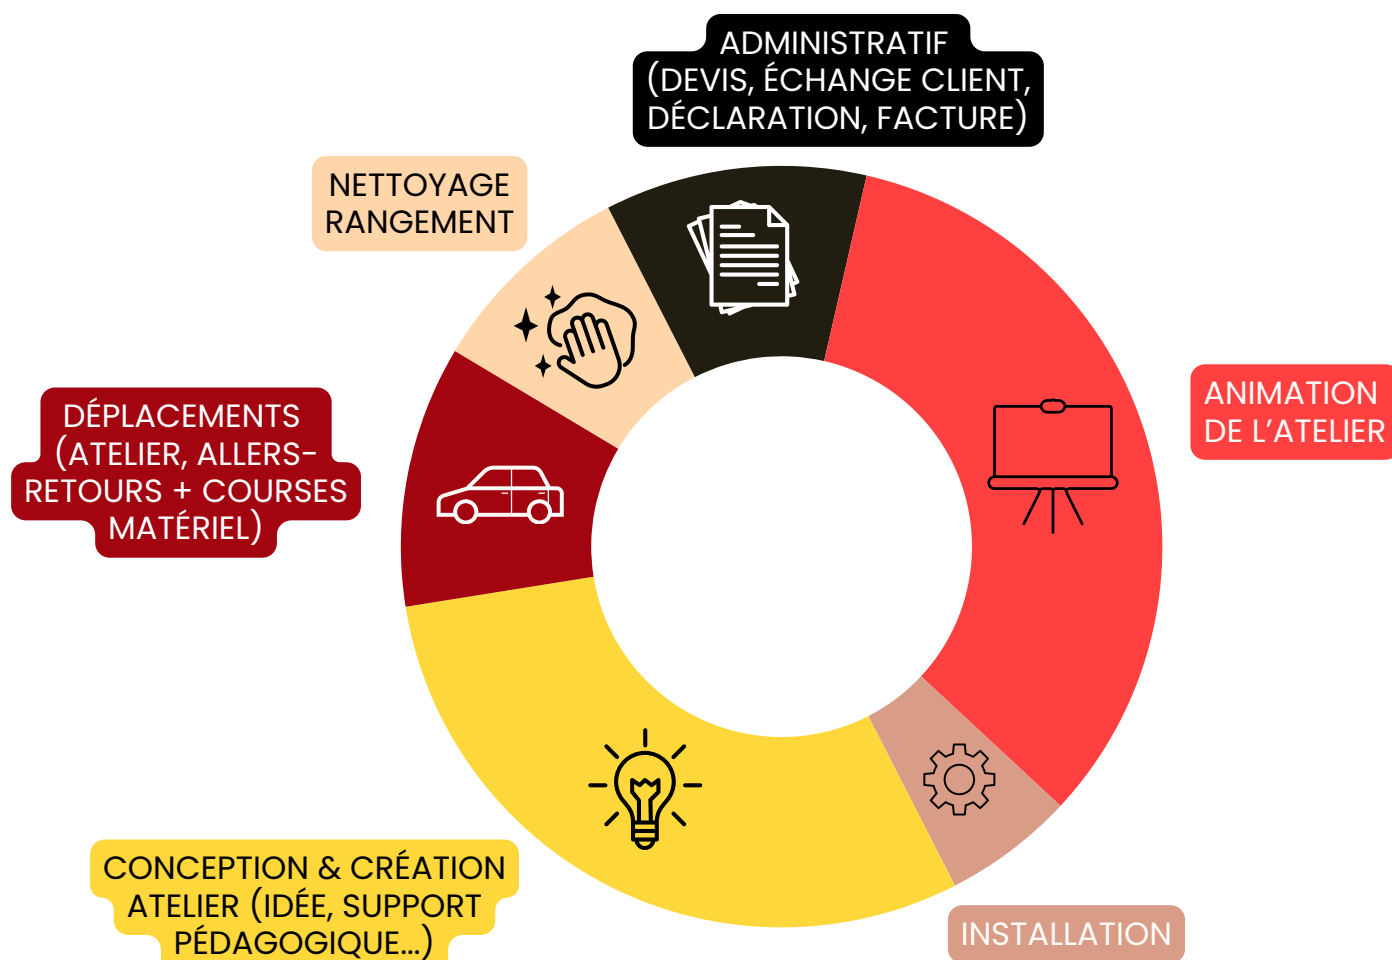 ADMINISTRATIF
(DEVIS, ÉCHANGE CLIENT,
DÉCLARATION, FACTURE)
NETTOYAGE
RANGEMENT
ANIMATION
DE L’ATELIER
DÉPLACEMENTS
(ATELIER, ALLERS-
RETOURS + COURSES
MATÉRIEL)
CONCEPTION & CRÉATION
ATELIER (IDÉE, SUPPORT
PÉDAGOGIQUE...)
INSTALLATION